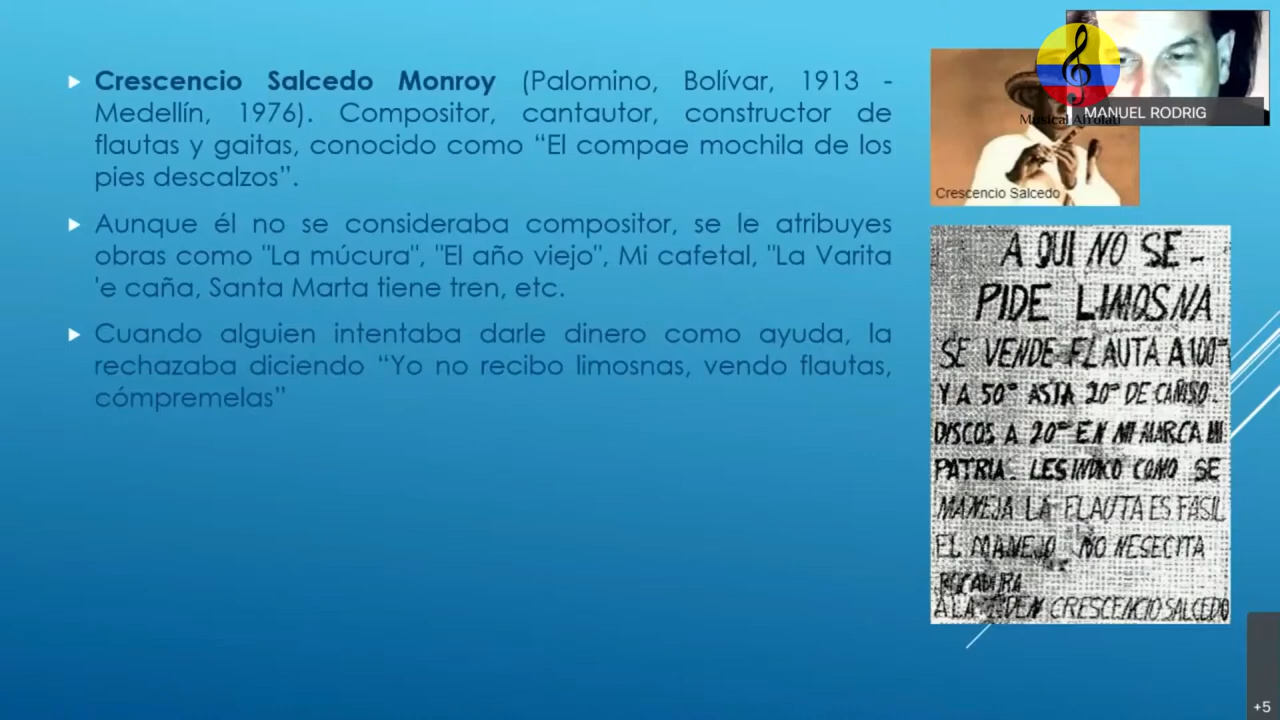 Crescencio Salcedo Monroy (Palomino, Bolívar, 1913 -
Medellín, 1976). Compositor, cantautor, constructor de
flautas y gaitas, conocido como “El compae mochila de los
pies descalzos”.
Aunque él no se consideraba compositor, se le atribuyes
obras como "La múcura", "El año viejo", Mi cafetal, "La Varita
'e caña, Santa Marta tiene tren, etc.
Cuando alguien intentaba darle dinero como ayuda, la
rechazaba diciendo “Yo no recibo limosnas, vendo flautas,
cómpremelas”
MANUEL RODRIG
Musical
Crescencio Salcedo
AQUI NO SE -
PIDE LIMOSNA
SE VENDE FLAUTA A 100
Y A 50 ASTA 20 DE CAÑISO.
DISCOS A 20 EN MI MARCA MI
PATRIA. LES INDICO COMO SE
MANEJA LA FLAUTA ES FASIL
EL MANEJO NO NESECITA
A LA CRESCENCIO SALCEDO
+5